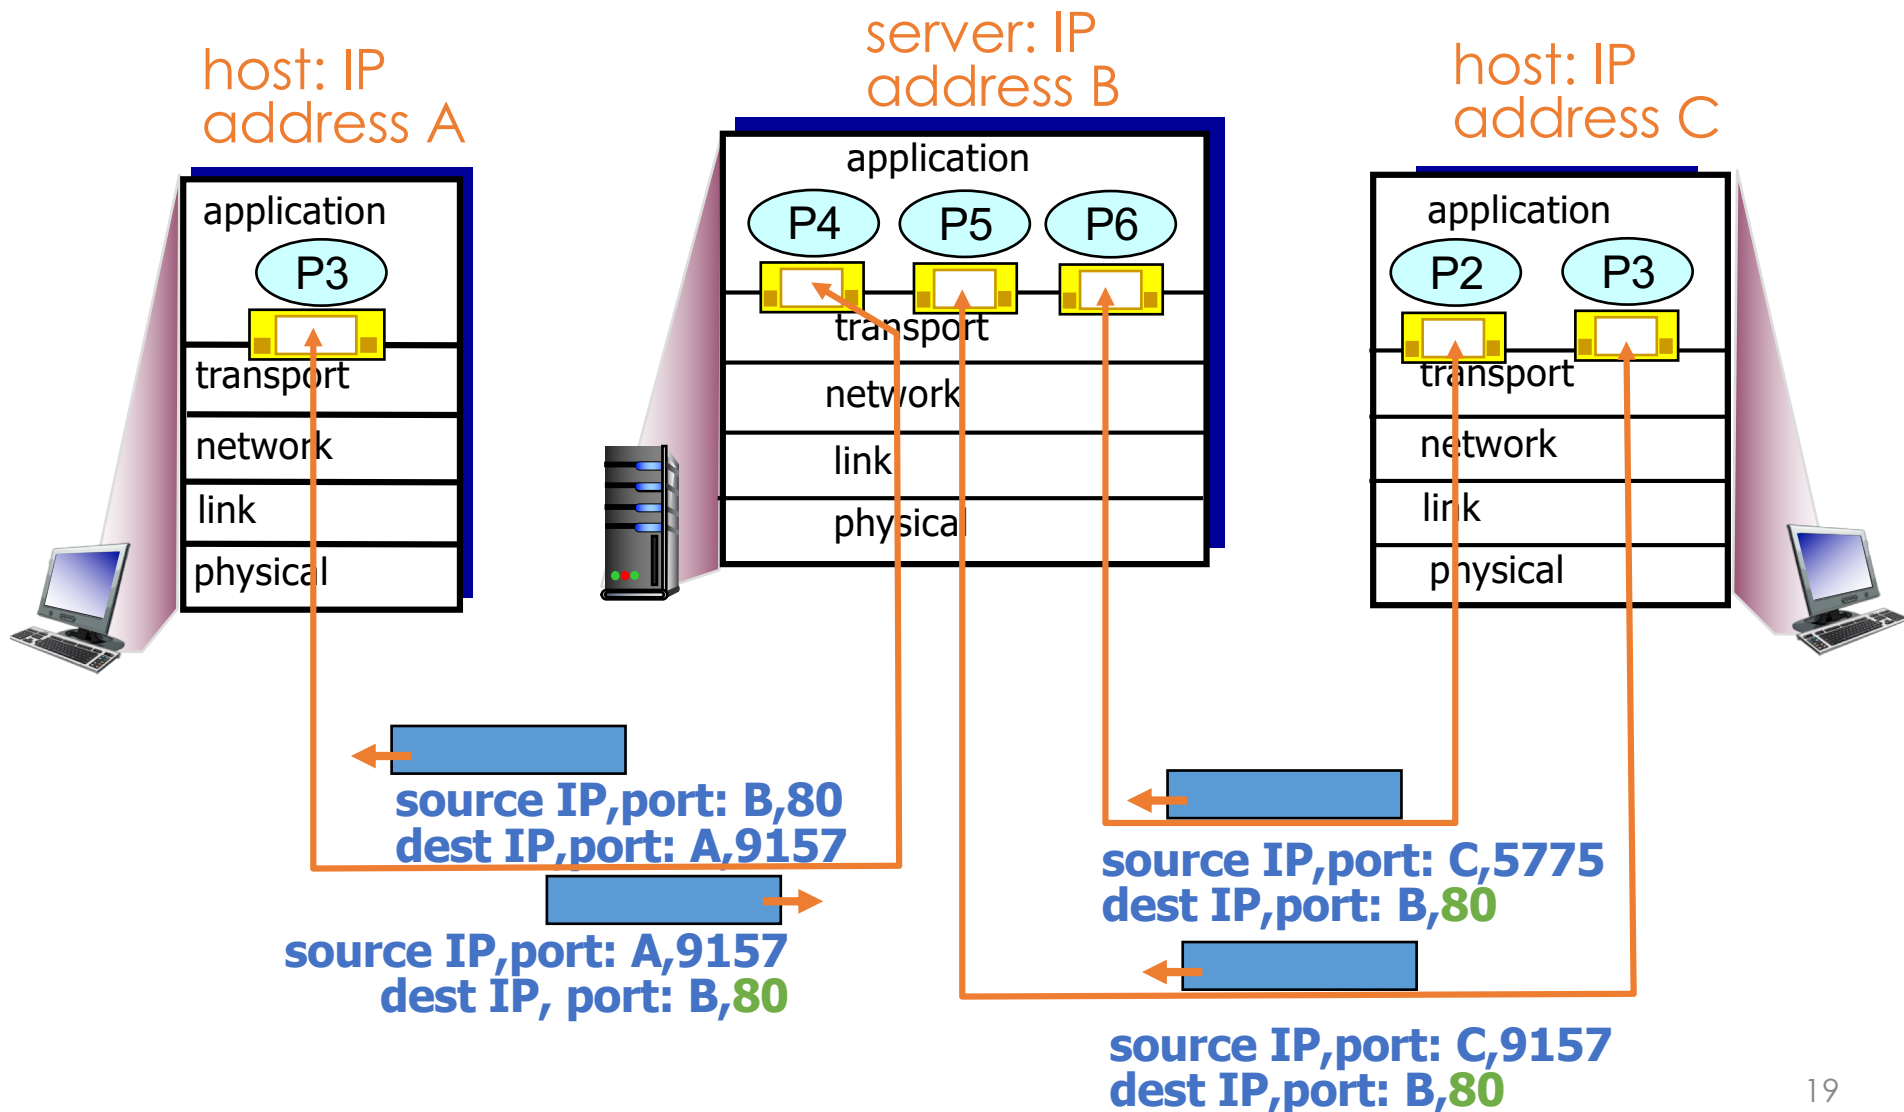 host: IP
address A
server: IP
address B
host: IP
address C
application
P3
transport
network
link
physical
application
P4 P5 P6
transport
network
link
physical
application
P2 P3
transport
network
link
physical
source IP,port: B,80
dest IP,port: A,9157
source IP,port: A,9157
dest IP, port: B,80
source IP,port: C,5775
dest IP,port: B,80
source IP,port: C,9157
dest IP,port: B,80
19